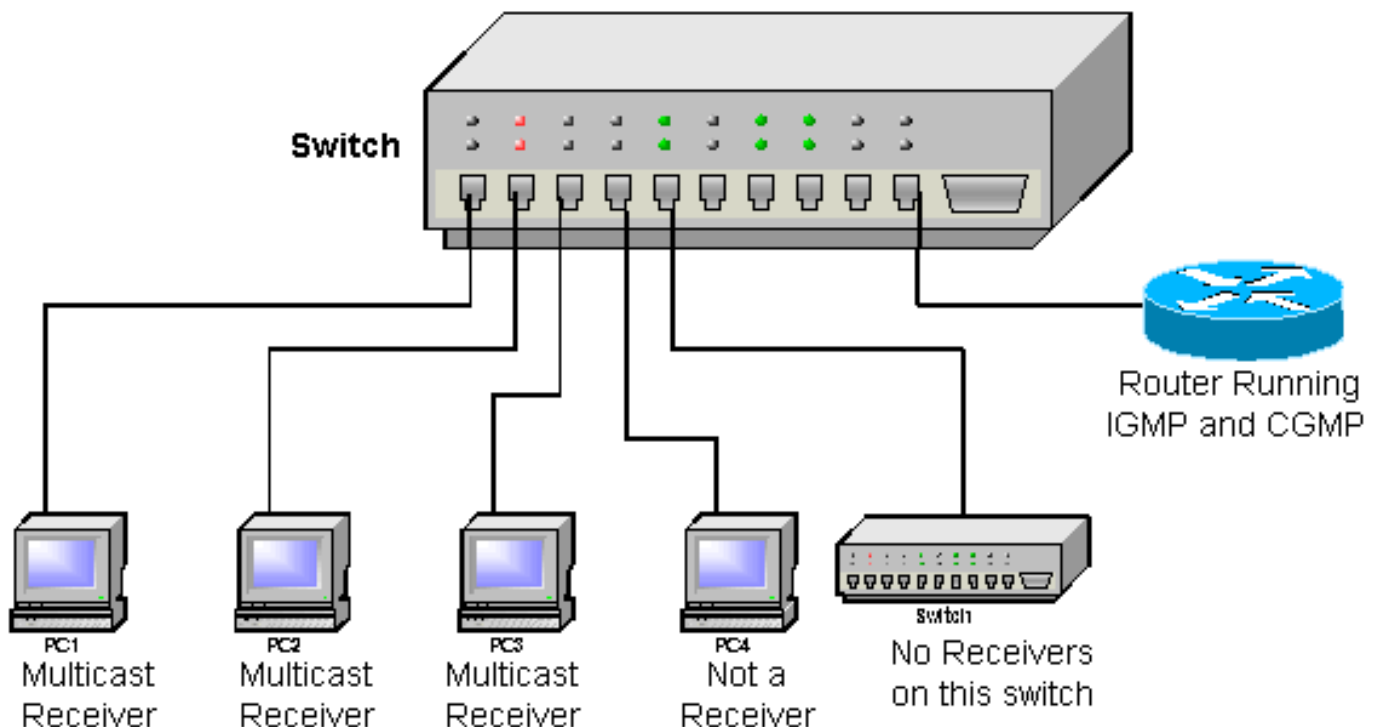 Switch
Router Running
IGMP and CGMP
PC1
Multicast
Receiver
PC2
Multicast
Receiver
PC3
Multicast
Receiver
PC4
Not a
Receiver
Switch1
No Receivers
on this switch